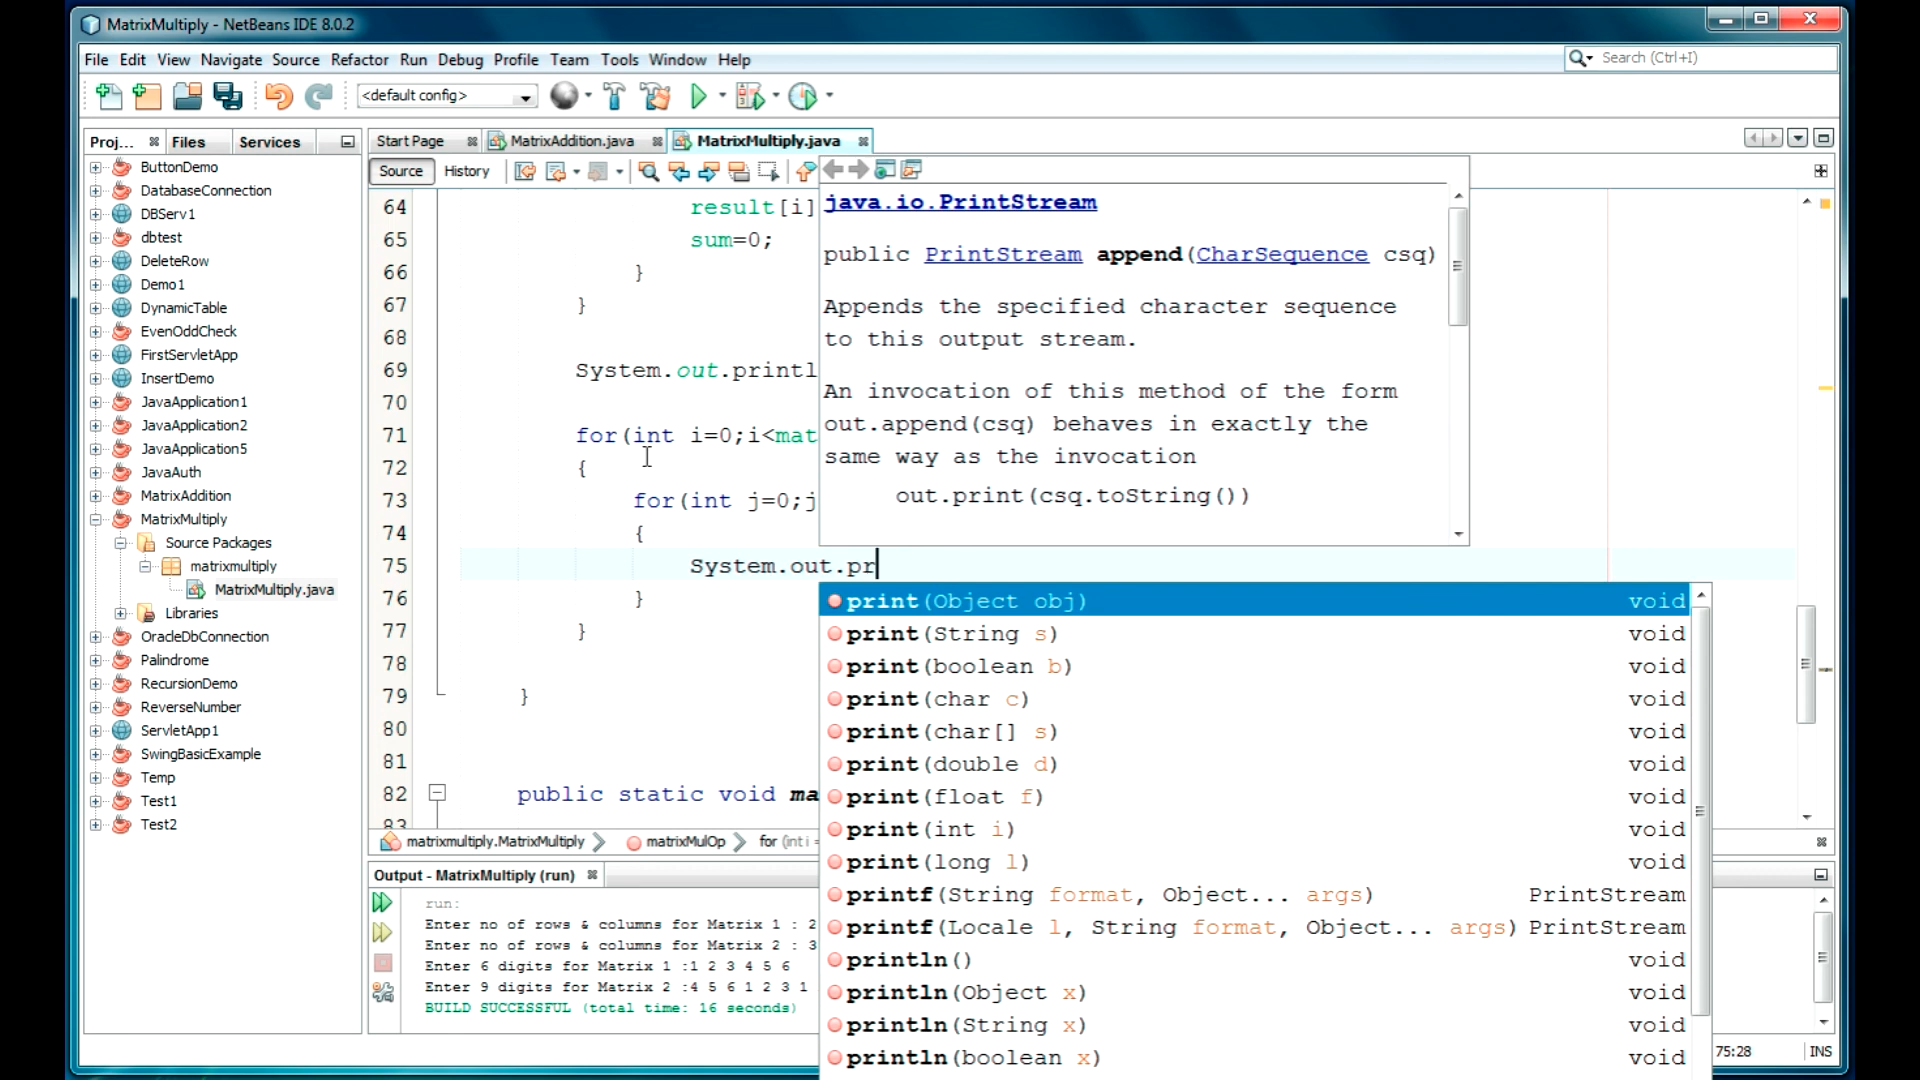 MatrixMultiply - NetBeans IDE 8.0.2
File Edit View Navigate Source Refactor Run Debug Profile Team Tools Window Help
Search (Ctrl+I)
<default config>
Proj... Files Services
Start Page MatrixAddition.java MatrixMultiply.java
Source History
ButtonDemo
DatabaseConnection
DBServ1
dbtest
DeleteRow
Demo1
DynamicTable
EvenOddCheck
FirstServletApp
InsertDemo
JavaApplication1
JavaApplication2
JavaApplication5
JavaAuth
MatrixAddition
MatrixMultiply
Source Packages
matrixmultiply
MatrixMultiply.java
Libraries
OracleDbConnection
Palindrome
RecursionDemo
ReverseNumber
ServletApp1
SwingBasicExample
Temp
Test1
Test2
64 result[i]
65 sum=0;
66 }
67 }
68
69 System.out.printl
70
71 for(int i=0;i<mat
72 {
73 for(int j=0;j
74 {
75 System.out.pr
76 }
77 }
78
79 }
80
81
82 public static void ma
83
java.io.PrintStream
public PrintStream append(CharSequence csq)
Appends the specified character sequence
to this output stream.
An invocation of this method of the form
out.append(csq) behaves in exactly the
same way as the invocation
out.print(csq.toString())
print(Object obj) void
print(String s) void
print(boolean b) void
print(char c) void
print(char[] s) void
print(double d) void
print(float f) void
print(int i) void
print(long l) void
printf(String format, Object... args) PrintStream
printf(Locale l, String format, Object... args) PrintStream
println() void
println(Object x) void
println(String x) void
println(boolean x) void
matrixmultiply.MatrixMultiply matrixMulOp for (int i =
Output - MatrixMultiply (run)
run:
Enter no of rows & columns for Matrix 1 : 2
Enter no of rows & columns for Matrix 2 : 3
Enter 6 digits for Matrix 1 :1 2 3 4 5 6
Enter 9 digits for Matrix 2 :4 5 6 1 2 3 1
BUILD SUCCESSFUL (total time: 16 seconds)
75:28 INS